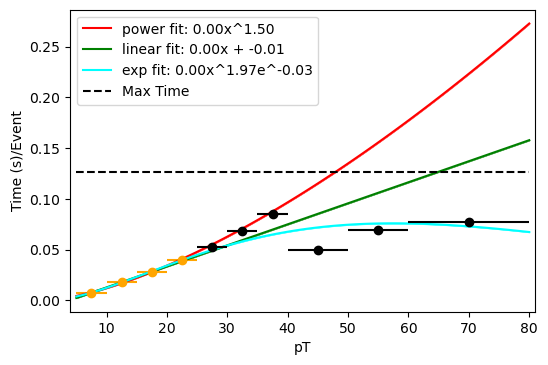 power fit: 0.00x^1.50
linear fit: 0.00x + -0.01
exp fit: 0.00x^1.97e^-0.03
Max Time
Time (s)/Event
0.25
0.20
0.15
0.10
0.05
0.00
10 20 30 40 50 60 70 80
pT